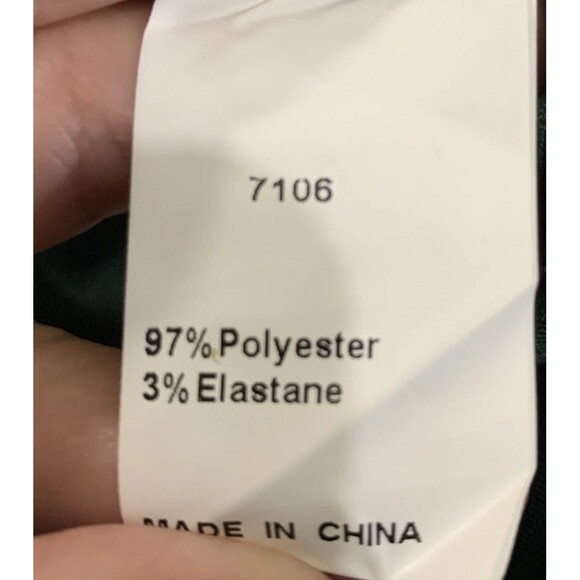 7106
97% Polyester
3% Elastane
MADE IN CHINA